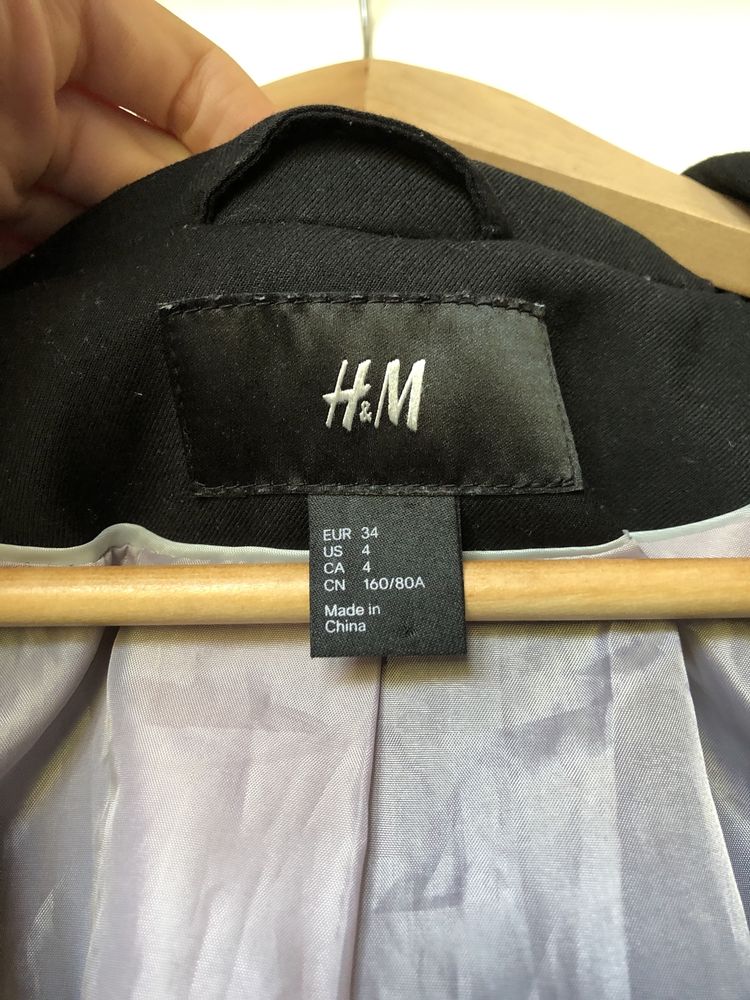 H&M
EUR 34
US 4
CA 4
CN 160/80A
Made in
China